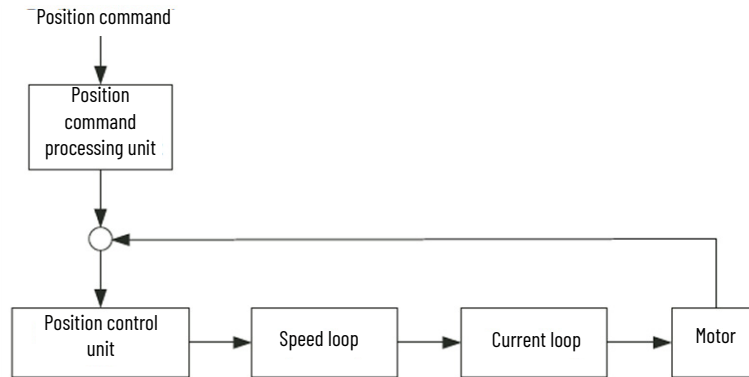 Position command
Position
command
processing unit
Position control
unit
Speed loop
Current loop
Motor